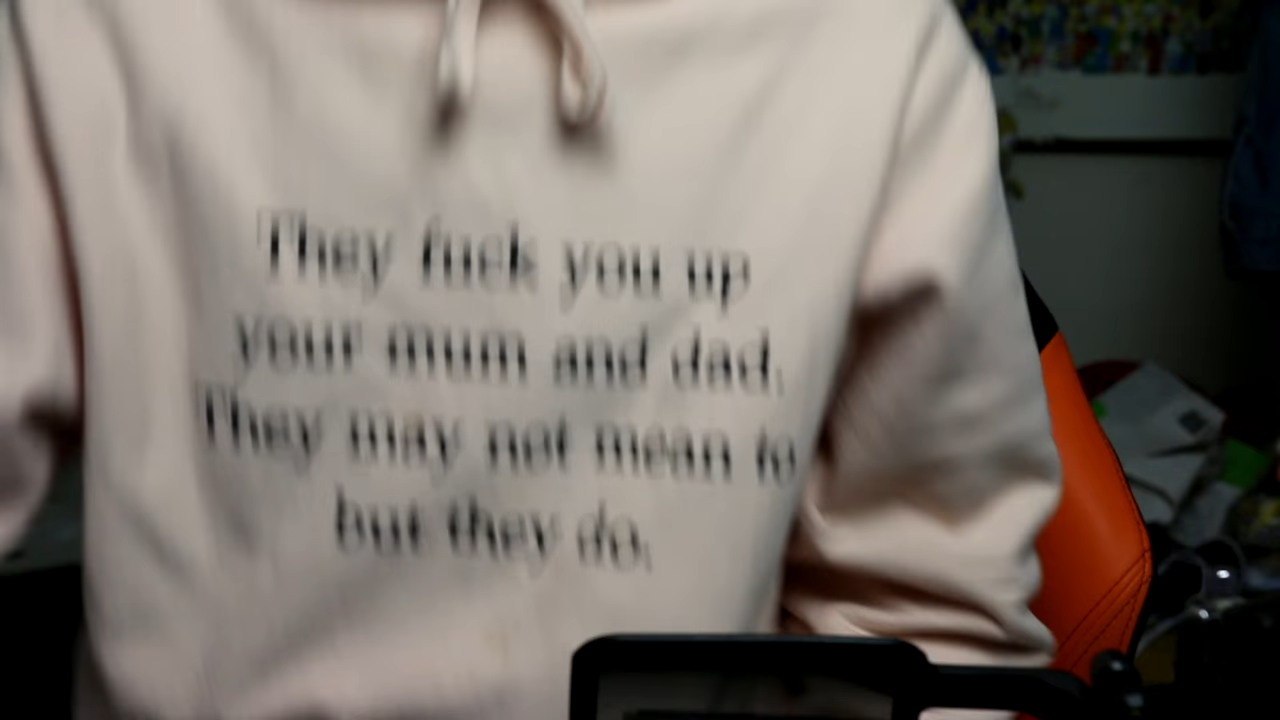 They fuck you up
your mum and dad.
They may not mean to
but they do.